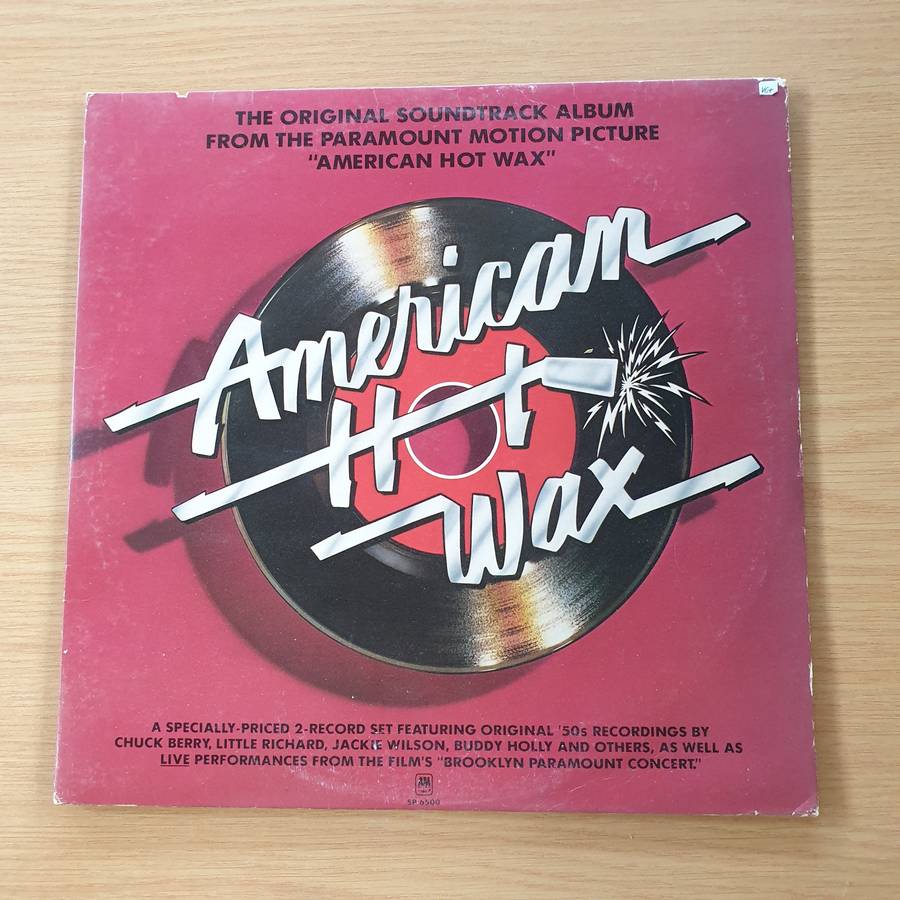 THE ORIGINAL SOUNDTRACK ALBUM
FROM THE PARAMOUNT MOTION PICTURE
"AMERICAN HOT WAX"
American
Hot
Wax
A SPECIALLY-PRICED 2-RECORD SET FEATURING ORIGINAL '50s RECORDINGS BY
CHUCK BERRY, LITTLE RICHARD, JACKIE WILSON, BUDDY HOLLY AND OTHERS, AS WELL AS
LIVE PERFORMANCES FROM THE FILM'S "BROOKLYN PARAMOUNT CONCERT."
A&M
SP 6500